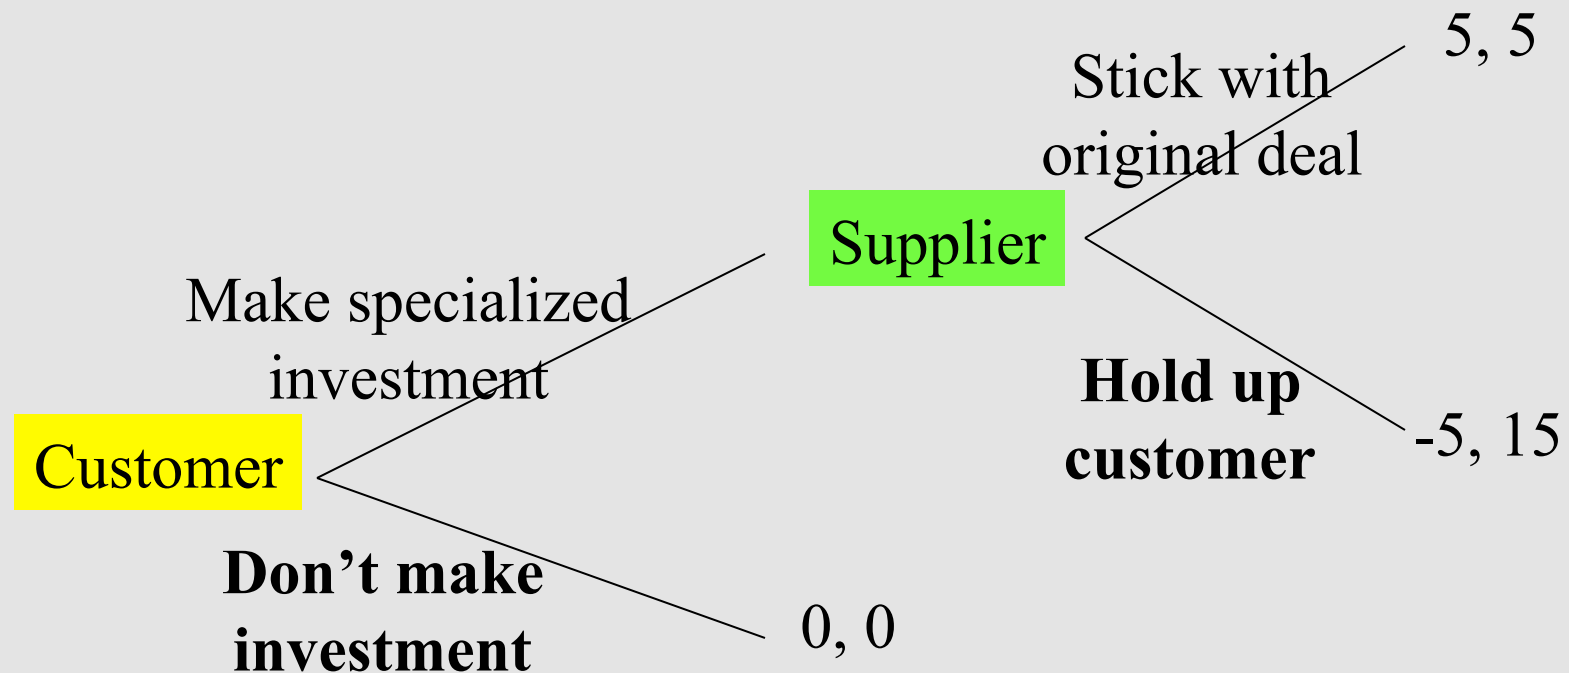 5, 5
Stick with
original deal
Supplier
Make specialized
investment
Hold up
customer
-5, 15
Customer
Don’t make
investment
0, 0